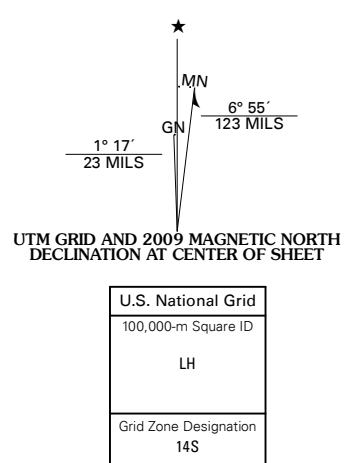 ★
MN
GN
6° 55´
123 MILS
1° 17´
23 MILS
UTM GRID AND 2009 MAGNETIC NORTH
DECLINATION AT CENTER OF SHEET
U.S. National Grid
100,000-m Square ID
LH
Grid Zone Designation
14S